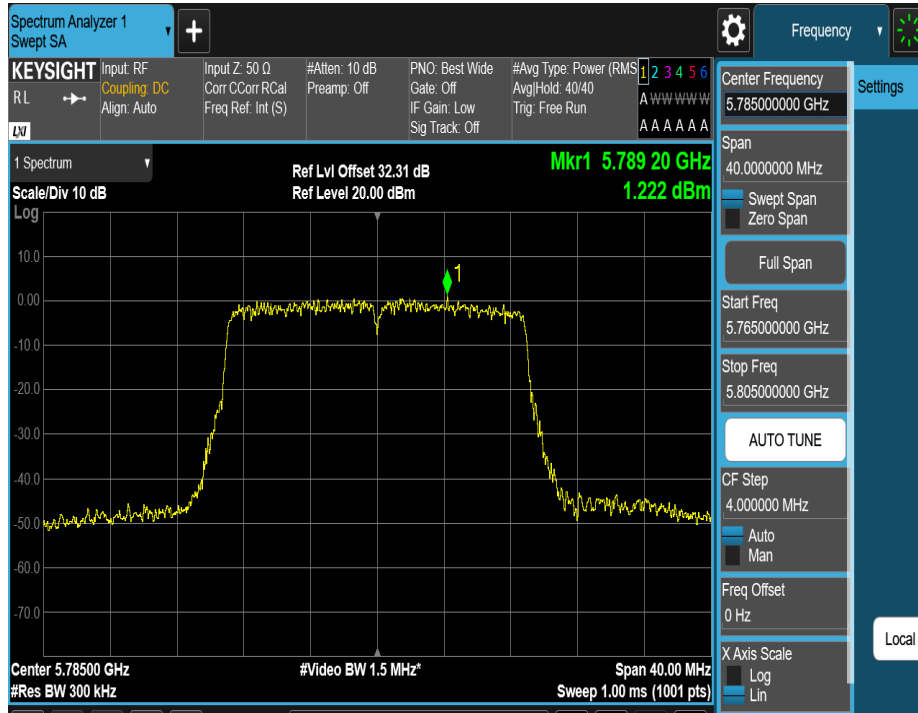 Spectrum Analyzer 1
Swept SA
+
Frequency
KEYSIGHT
R L
LXI
Input: RF
Coupling: DC
Align: Auto
Input Z: 50 Ω
Corr CCorr RCal
Freq Ref: Int (S)
#Atten: 10 dB
Preamp: Off
PNO: Best Wide
Gate: Off
IF Gain: Low
Sig Track: Off
#Avg Type: Power (RMS
Avg|Hold: 40/40
Trig: Free Run
1 2 3 4 5 6
A W W W W W
A A A A A A
1 Spectrum
Scale/Div 10 dB
Log
Ref Lvl Offset 32.31 dB
Ref Level 20.00 dBm
Mkr1 5.789 20 GHz
1.222 dBm
1
10.0
0.00
-10.0
-20.0
-30.0
-40.0
-50.0
-60.0
-70.0
Center 5.78500 GHz
#Res BW 300 kHz
#Video BW 1.5 MHz*
Span 40.00 MHz
Sweep 1.00 ms (1001 pts)
Center Frequency
5.785000000 GHz
Span
40.0000000 MHz
Swept Span
Zero Span
Full Span
Start Freq
5.765000000 GHz
Stop Freq
5.805000000 GHz
AUTO TUNE
CF Step
4.000000 MHz
Auto
Man
Freq Offset
0 Hz
X Axis Scale
Log
Lin
Settings
Local